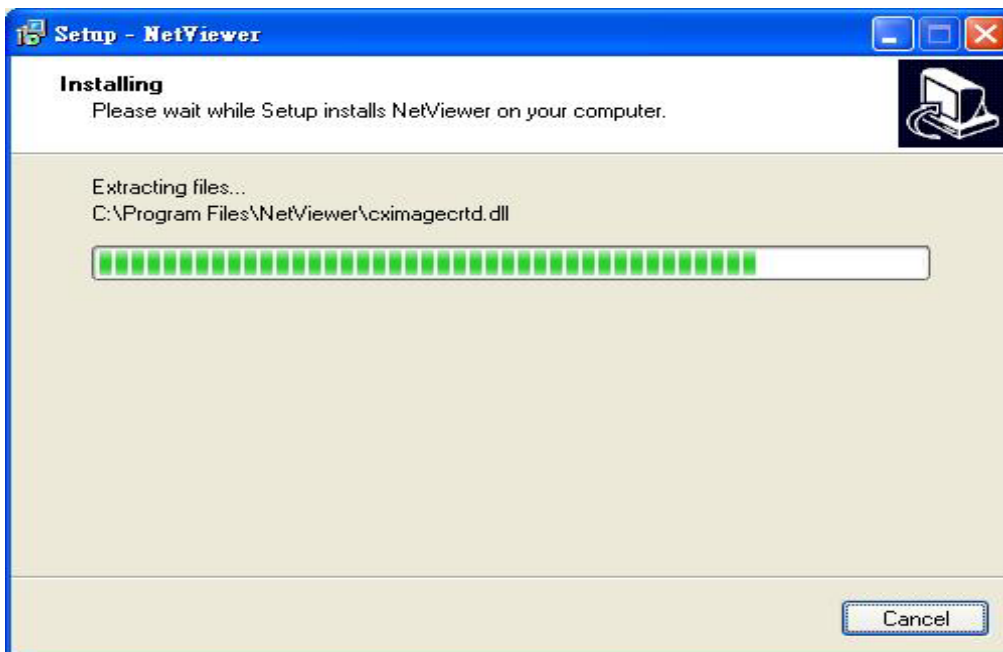 Setup - NetViewer
Installing
Please wait while Setup installs NetViewer on your computer.
Extracting files...
C:\Program Files\NetViewer\cximagecrtd.dll
Cancel